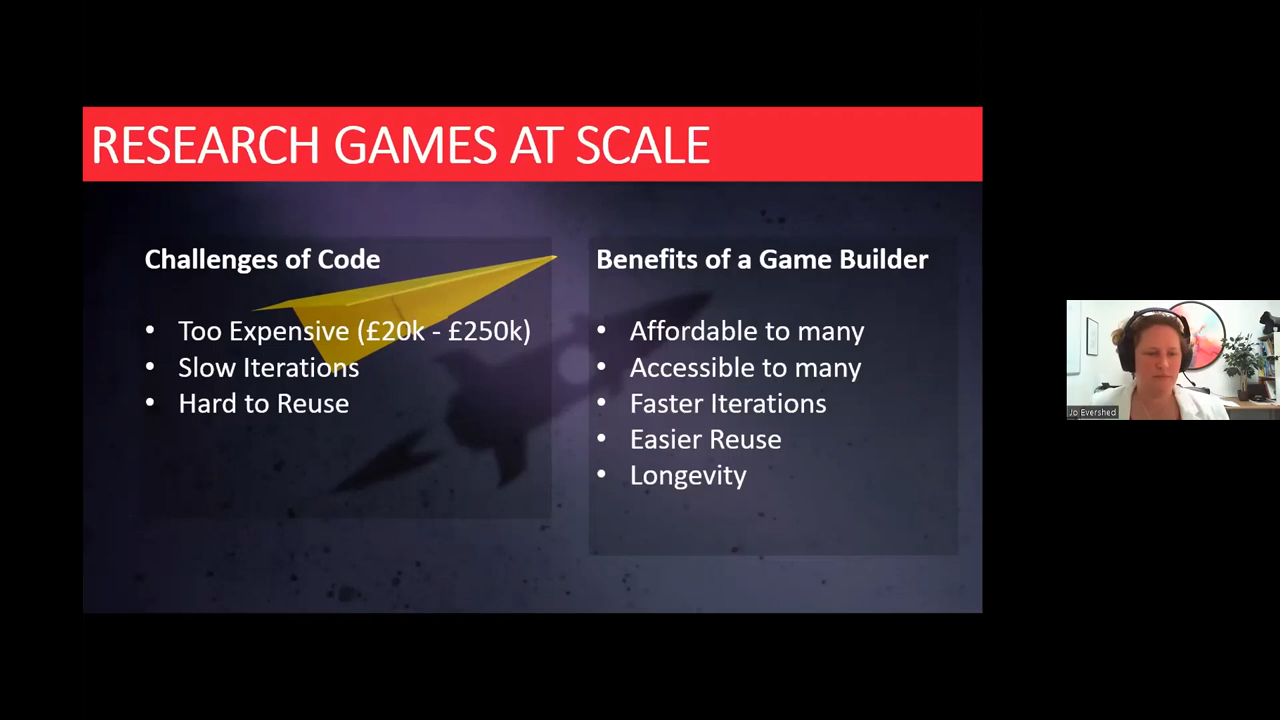 RESEARCH GAMES AT SCALE
Challenges of Code
• Too Expensive (£20k - £250k)
• Slow Iterations
• Hard to Reuse
Benefits of a Game Builder
• Affordable to many
• Accessible to many
• Faster Iterations
• Easier Reuse
• Longevity
Jo Evershed